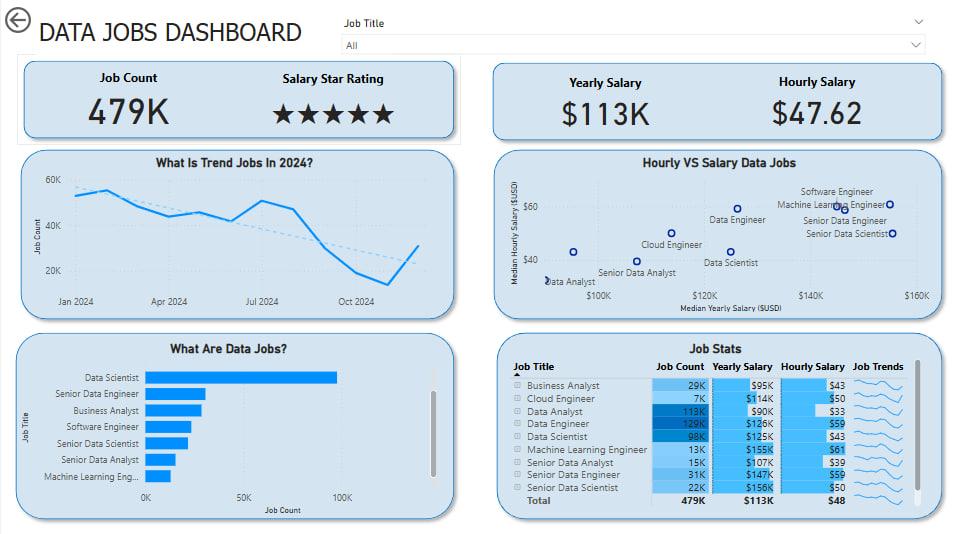 DATA JOBS DASHBOARD
Job Title
All
Job Count
479K
Salary Star Rating
★★★★★
Yearly Salary
$113K
Hourly Salary
$47.62
What Is Trend Jobs In 2024?
Job Count
60K
40K
20K
Jan 2024 Apr 2024 Jul 2024 Oct 2024
Hourly VS Salary Data Jobs
Median Hourly Salary ($USD)
$60
$40
Software Engineer
Machine Learning Engineer
Data Engineer
Senior Data Engineer
Senior Data Scientist
Cloud Engineer
Data Scientist
Senior Data Analyst
Data Analyst
$100K $120K $140K $160K
Median Yearly Salary ($USD)
What Are Data Jobs?
Job Title
Data Scientist
Senior Data Engineer
Business Analyst
Software Engineer
Senior Data Scientist
Senior Data Analyst
Machine Learning Eng...
0K 50K 100K
Job Count
Job Stats
Job Title Job Count Yearly Salary Hourly Salary Job Trends
Business Analyst 29K $95K $43
Cloud Engineer 7K $114K $50
Data Analyst 113K $90K $33
Data Engineer 129K $126K $59
Data Scientist 98K $125K $43
Machine Learning Engineer 13K $155K $61
Senior Data Analyst 15K $107K $39
Senior Data Engineer 31K $147K $59
Senior Data Scientist 22K $156K $50
Total 479K $113K $48